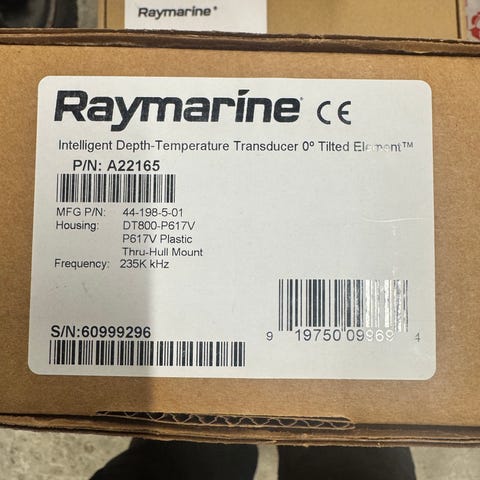 Raymarine®
Raymarine® CE
Intelligent Depth-Temperature Transducer 0º Tilted Element™
P/N: A22165
MFG P/N: 44-198-5-01
Housing: DT800-P617V
P617V Plastic
Thru-Hull Mount
Frequency: 235K kHz
S/N:60999296
9 19750 09969 4